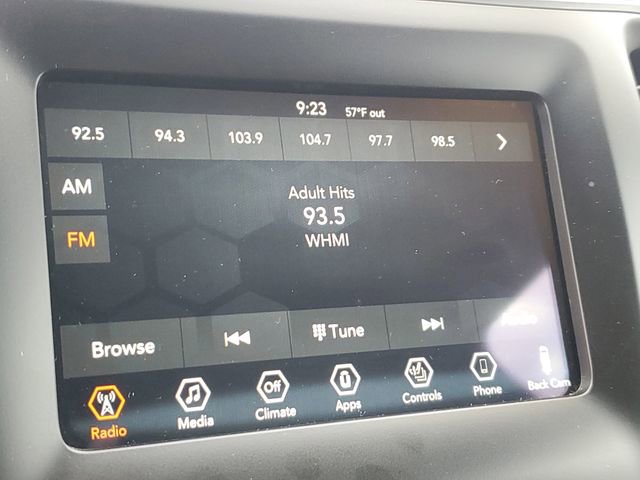 9:23 57°F out
92.5 94.3 103.9 104.7 97.7 98.5
AM
Adult Hits
93.5
FM
WHMI
Browse Tune Audio
Off
Radio Media Climate Apps Controls Phone Back Cam